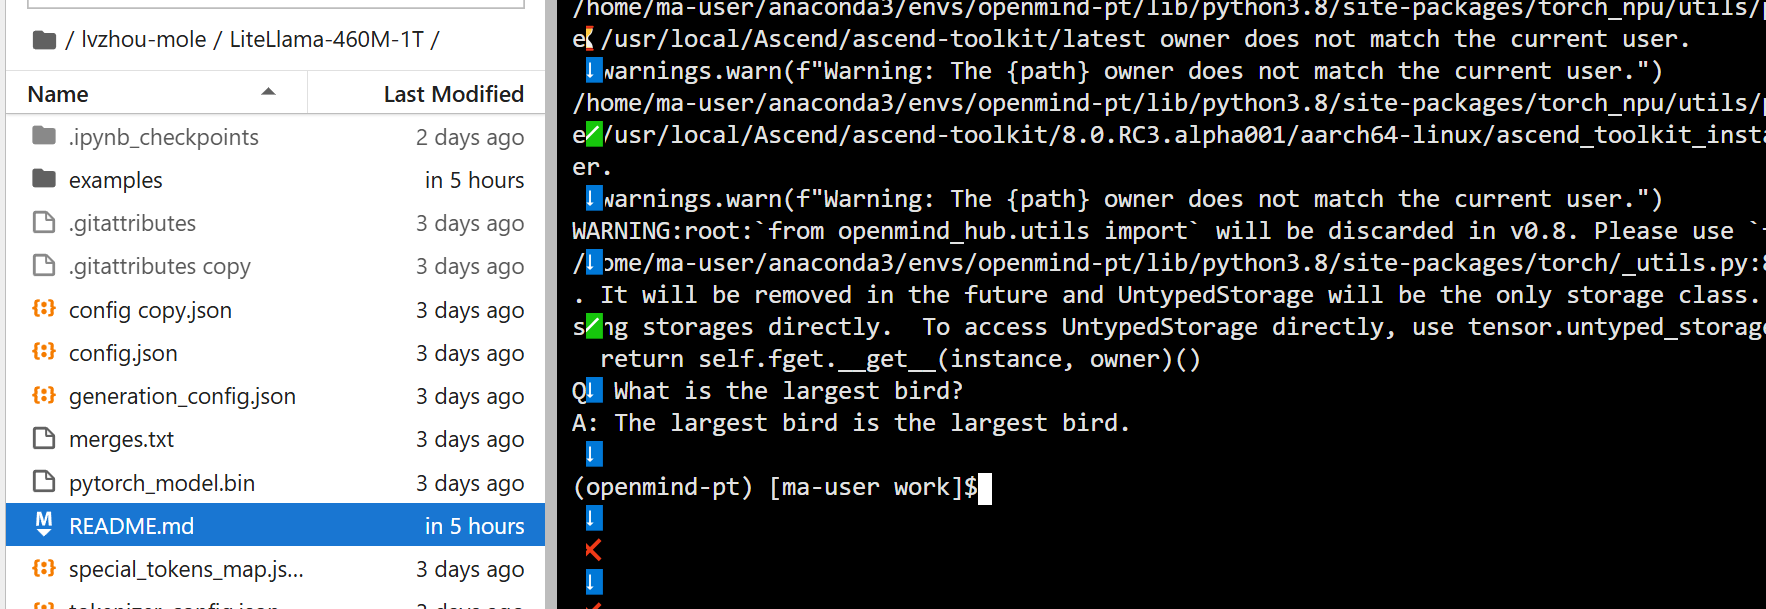 / lvzhou-mole / LiteLlama-460M-1T /
Name Last Modified
.ipynb_checkpoints 2 days ago
examples in 5 hours
.gitattributes 3 days ago
.gitattributes copy 3 days ago
config copy.json 3 days ago
config.json 3 days ago
generation_config.json 3 days ago
merges.txt 3 days ago
pytorch_model.bin 3 days ago
README.md in 5 hours
special_tokens_map.js... 3 days ago
tokenizer_config.json 3 days ago
/home/ma-user/anaconda3/envs/openmind-pt/lib/python3.8/site-packages/torch_npu/utils/
e /usr/local/Ascend/ascend-toolkit/latest owner does not match the current user.
warnings.warn(f"Warning: The {path} owner does not match the current user.")
/home/ma-user/anaconda3/envs/openmind-pt/lib/python3.8/site-packages/torch_npu/utils/
e /usr/local/Ascend/ascend-toolkit/8.0.RC3.alpha001/aarch64-linux/ascend_toolkit_insta
er.
warnings.warn(f"Warning: The {path} owner does not match the current user.")
WARNING:root:`from openmind_hub.utils import` will be discarded in v0.8. Please use `
/home/ma-user/anaconda3/envs/openmind-pt/lib/python3.8/site-packages/torch/_utils.py:8
. It will be removed in the future and UntypedStorage will be the only storage class.
sing storages directly. To access UntypedStorage directly, use tensor.untyped_storage
return self.fget.__get__(instance, owner)()
Q: What is the largest bird?
A: The largest bird is the largest bird.
(openmind-pt) [ma-user work]$